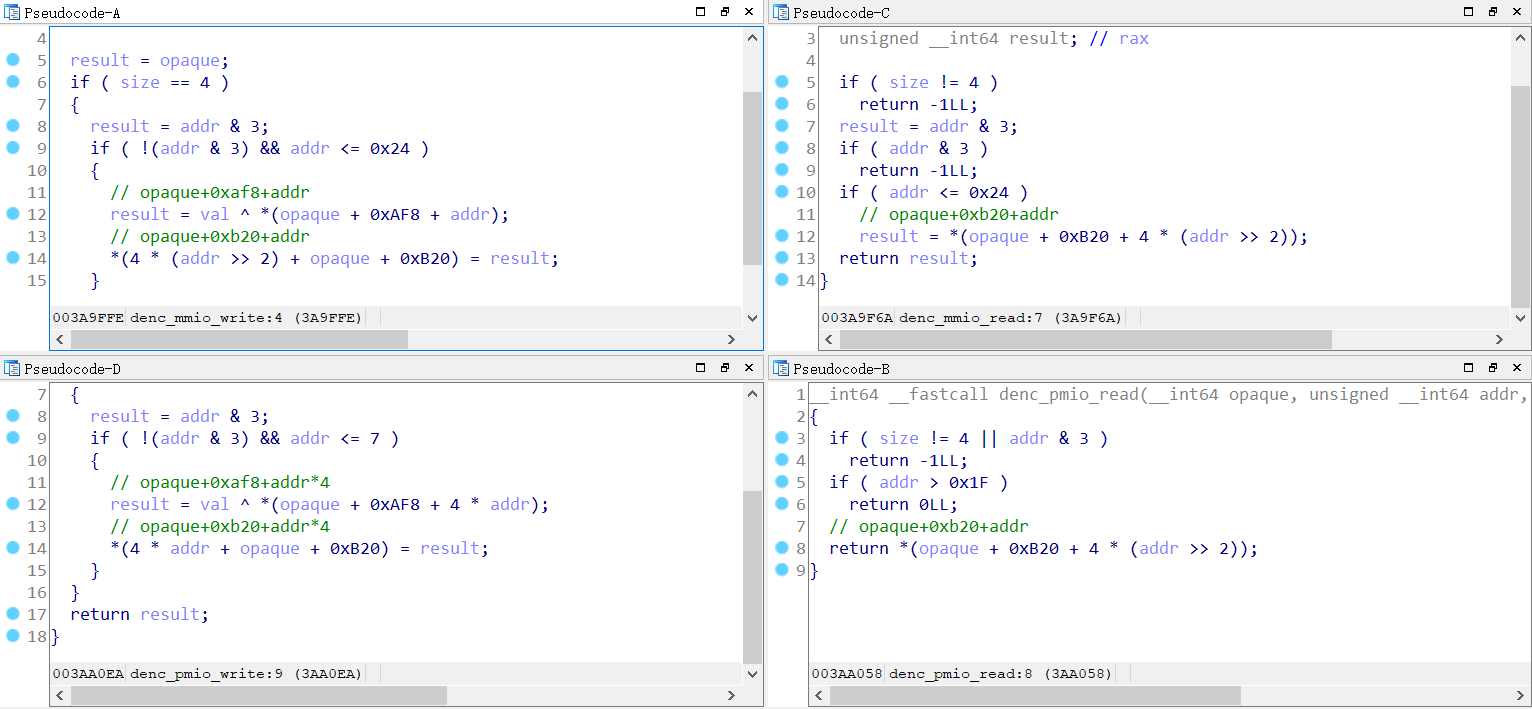 Pseudocode-A
4
5 result = opaque;
6 if ( size == 4 )
7 {
8 result = addr & 3;
9 if ( !(addr & 3) && addr <= 0x24 )
10 {
11 // opaque+0xaf8+addr
12 result = val ^ *(opaque + 0xAF8 + addr);
13 // opaque+0xb20+addr
14 *(4 * (addr >> 2) + opaque + 0xB20) = result;
15 }
003A9FFE denc_mmio_write:4 (3A9FFE)
Pseudocode-C
3 unsigned __int64 result; // rax
4
5 if ( size != 4 )
6 return -1LL;
7 result = addr & 3;
8 if ( addr & 3 )
9 return -1LL;
10 if ( addr <= 0x24 )
11 // opaque+0xb20+addr
12 result = *(opaque + 0xB20 + 4 * (addr >> 2));
13 return result;
14 }
003A9F6A denc_mmio_read:7 (3A9F6A)
Pseudocode-D
7 {
8 result = addr & 3;
9 if ( !(addr & 3) && addr <= 7 )
10 {
11 // opaque+0xaf8+addr*4
12 result = val ^ *(opaque + 0xAF8 + 4 * addr);
13 // opaque+0xb20+addr*4
14 *(4 * addr + opaque + 0xB20) = result;
15 }
16 }
17 return result;
18 }
003AA0EA denc_pmio_write:9 (3AA0EA)
Pseudocode-B
1 __int64 __fastcall denc_pmio_read(__int64 opaque, unsigned __int64 addr,
2 {
3 if ( size != 4 || addr & 3 )
4 return -1LL;
5 if ( addr > 0x1F )
6 return 0LL;
7 // opaque+0xb20+addr
8 return *(opaque + 0xB20 + 4 * (addr >> 2));
9 }
003AA058 denc_pmio_read:8 (3AA058)